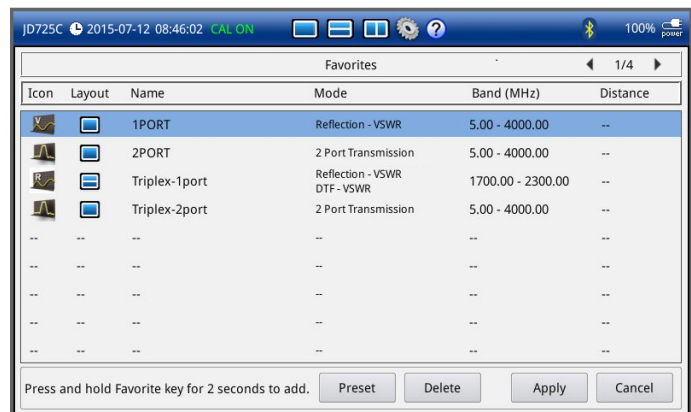 JD725C 2015-07-12 08:46:02 CAL ON ? 100% power
Favorites 1/4
Icon Layout Name Mode Band (MHz) Distance
V 1PORT Reflection - VSWR 5.00 - 4000.00 --
2PORT 2 Port Transmission 5.00 - 4000.00 --
R Triplex-1port Reflection - VSWR DTF - VSWR 1700.00 - 2300.00 --
Triplex-2port 2 Port Transmission 5.00 - 4000.00 --
-- -- -- -- -- --
-- -- -- -- -- --
-- -- -- -- -- --
-- -- -- -- -- --
-- -- -- -- -- --
Press and hold Favorite key for 2 seconds to add. Preset Delete Apply Cancel